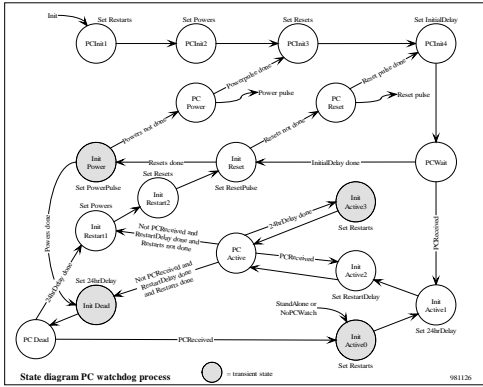 Init
Set Restarts
Set Powers
Set Resets
Set InitialDelay
PCInit1
PCInit2
PCInit3
PCInit4
Powerpulse done
Reset pulse done
PC
Power
Power pulse
PC
Reset
Reset pulse
Powers not done
Resets not done
Init
Power
Resets done
Init
Reset
InitialDelay done
PCWait
Set PowerPulse
Set Resets
Set ResetPulse
Init
Restart2
Init
Active3
24hrDelay done
Set Powers
Set Restarts
Init
Restart1
Not PCReceived and
RestartDelay done and
Restarts not done
PC
Active
PCReceived
PCReceived
Powers done
24hrDelay done
Not PCReceived and
RestartDelay done
and Restarts done
Init
Active2
Set 24hrDelay
Init Dead
Set RestartDelay
StandAlone or
NoPCWatch
Init
Active1
Set 24hrDelay
PC Dead
PCReceived
Init
Active0
Set Restarts
State diagram PC watchdog process
= transient state
981126